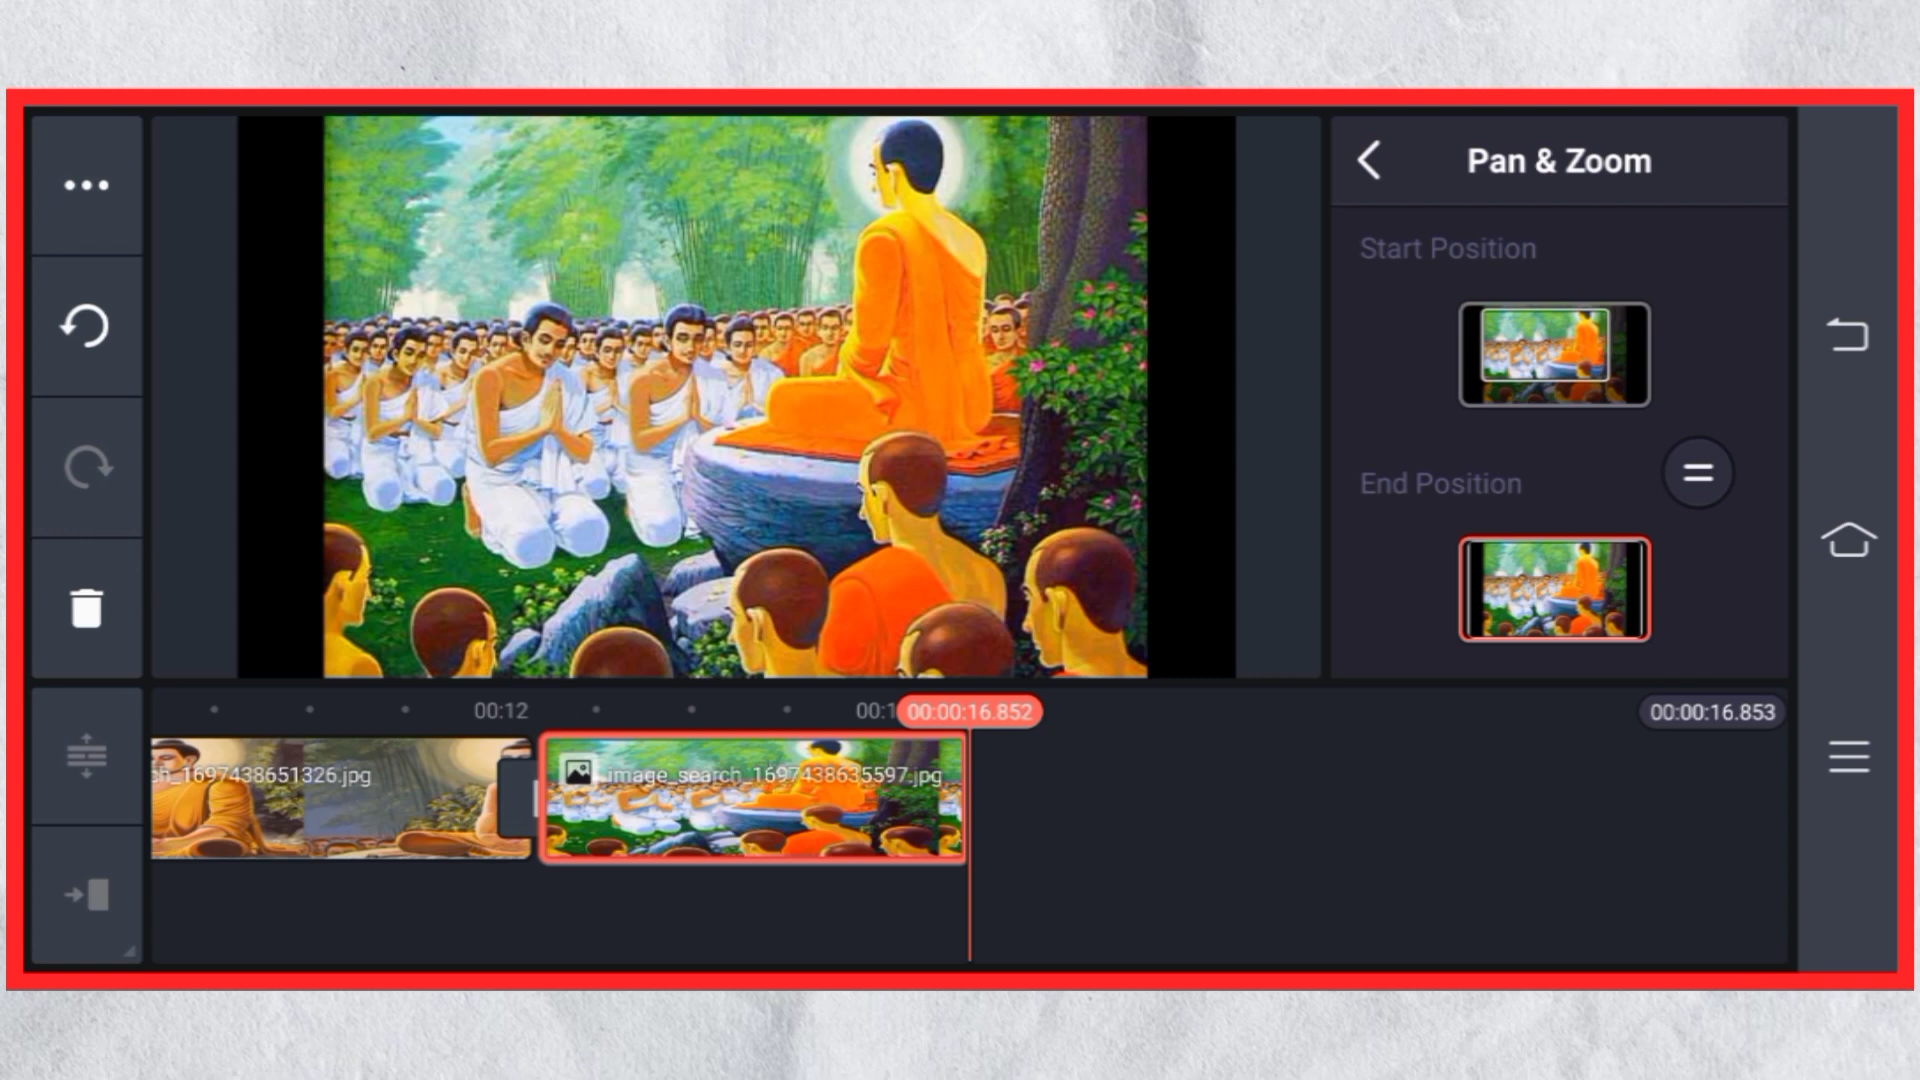 Pan & Zoom
Start Position
End Position
00:12
00:1
00:00:16.852
00:00:16.853
ch_1697438651326.jpg
image_search_1697438635597.jpg